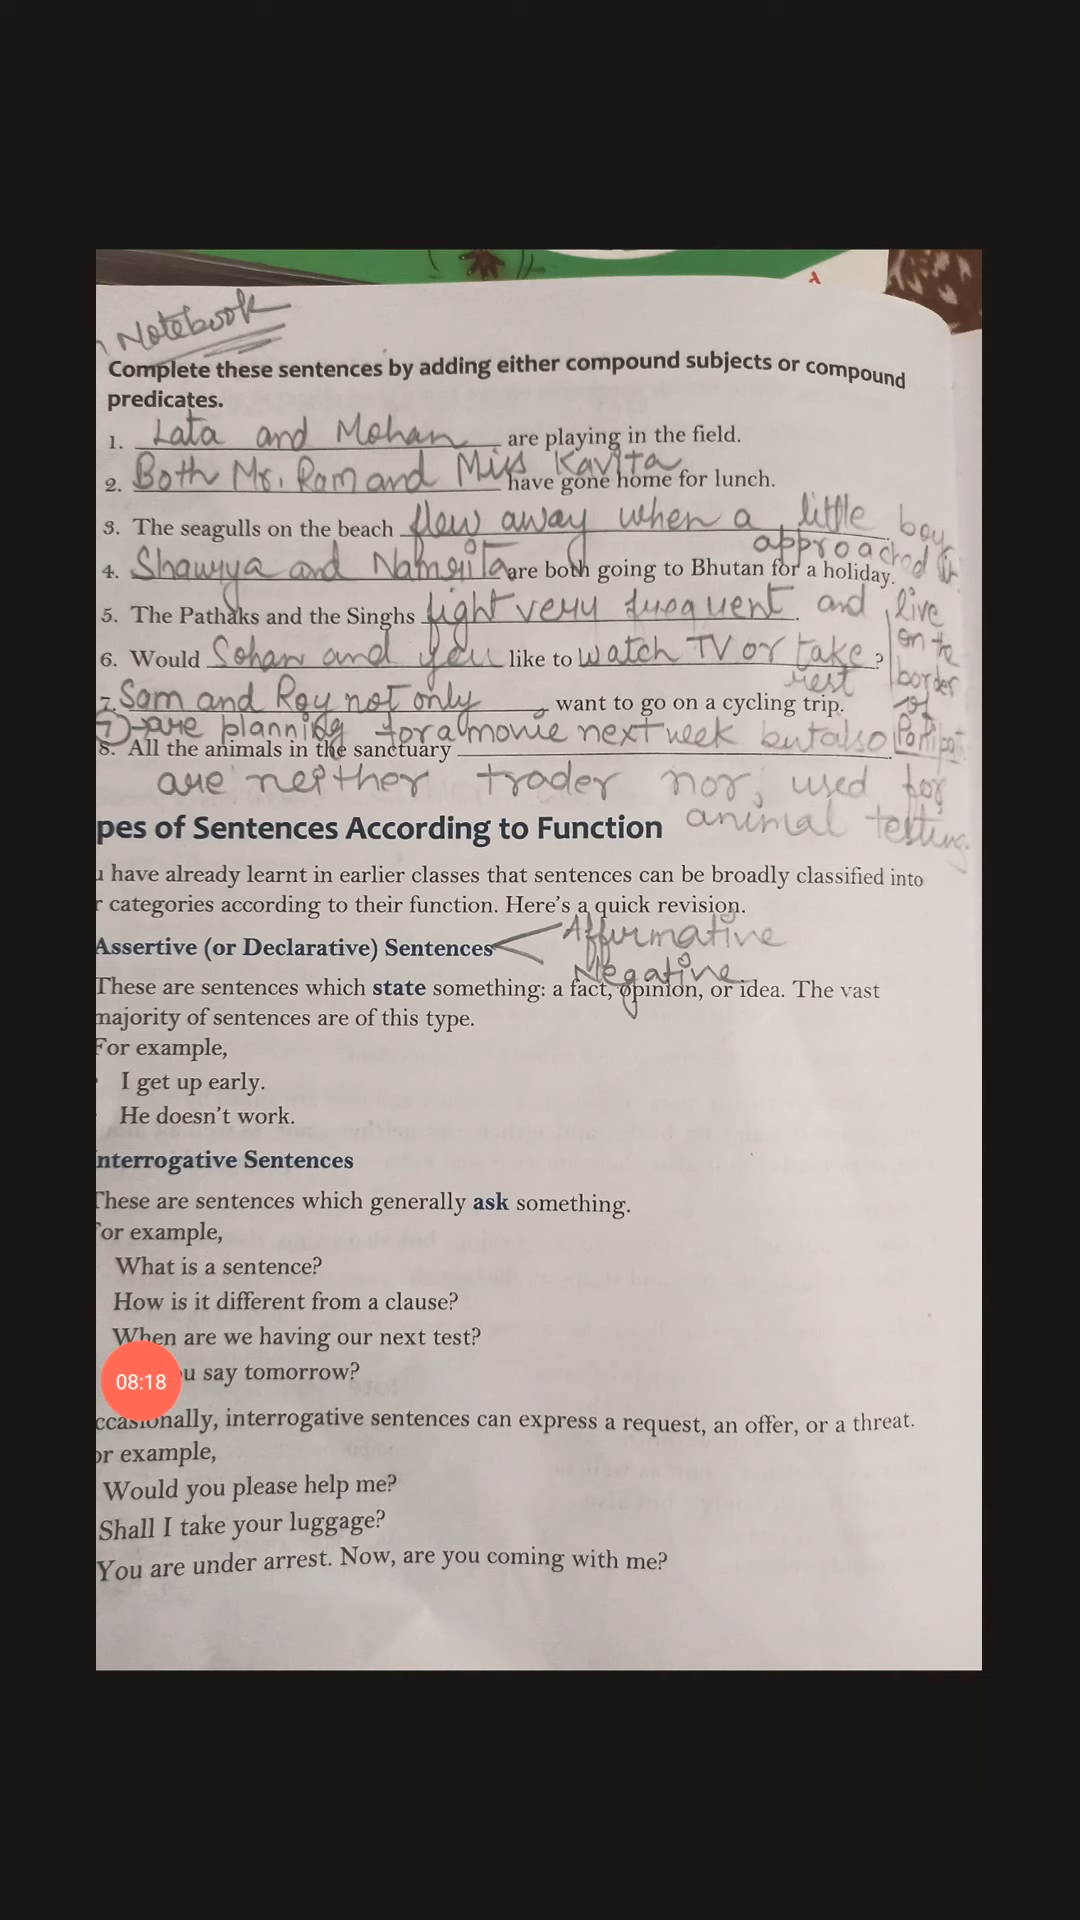 Notebook
Complete these sentences by adding either compound subjects or compound
predicates.
1. Lata and Mohan are playing in the field.
2. Both Mr. Ram and Miss Kavita have gone home for lunch.
3. The seagulls on the beach flew away when a little boy
approached it.
4. Shawrya and Namrita are both going to Bhutan for a holiday.
5. The Pathaks and the Singhs fight very frequent and live
on the
border
of
6. Would Sohan and you like to watch TV or take ?
rest
7. Sam and Roy not only want to go on a cycling trip.
7 are planning for a movie next week but also
8. All the animals in the sanctuary
are neither trader nor, used for
animal testing.
pes of Sentences According to Function
u have already learnt in earlier classes that sentences can be broadly classified into
r categories according to their function. Here's a quick revision.
Assertive (or Declarative) Sentences
Affirmative
Negative
These are sentences which state something: a fact, opinion, or idea. The vast
majority of sentences are of this type.
For example,
I get up early.
He doesn't work.
nterrogative Sentences
These are sentences which generally ask something.
or example,
What is a sentence?
How is it different from a clause?
When are we having our next test?
u say tomorrow?
08:18
ccasionally, interrogative sentences can express a request, an offer, or a threat.
or example,
Would you please help me?
Shall I take your luggage?
You are under arrest. Now, are you coming with me?